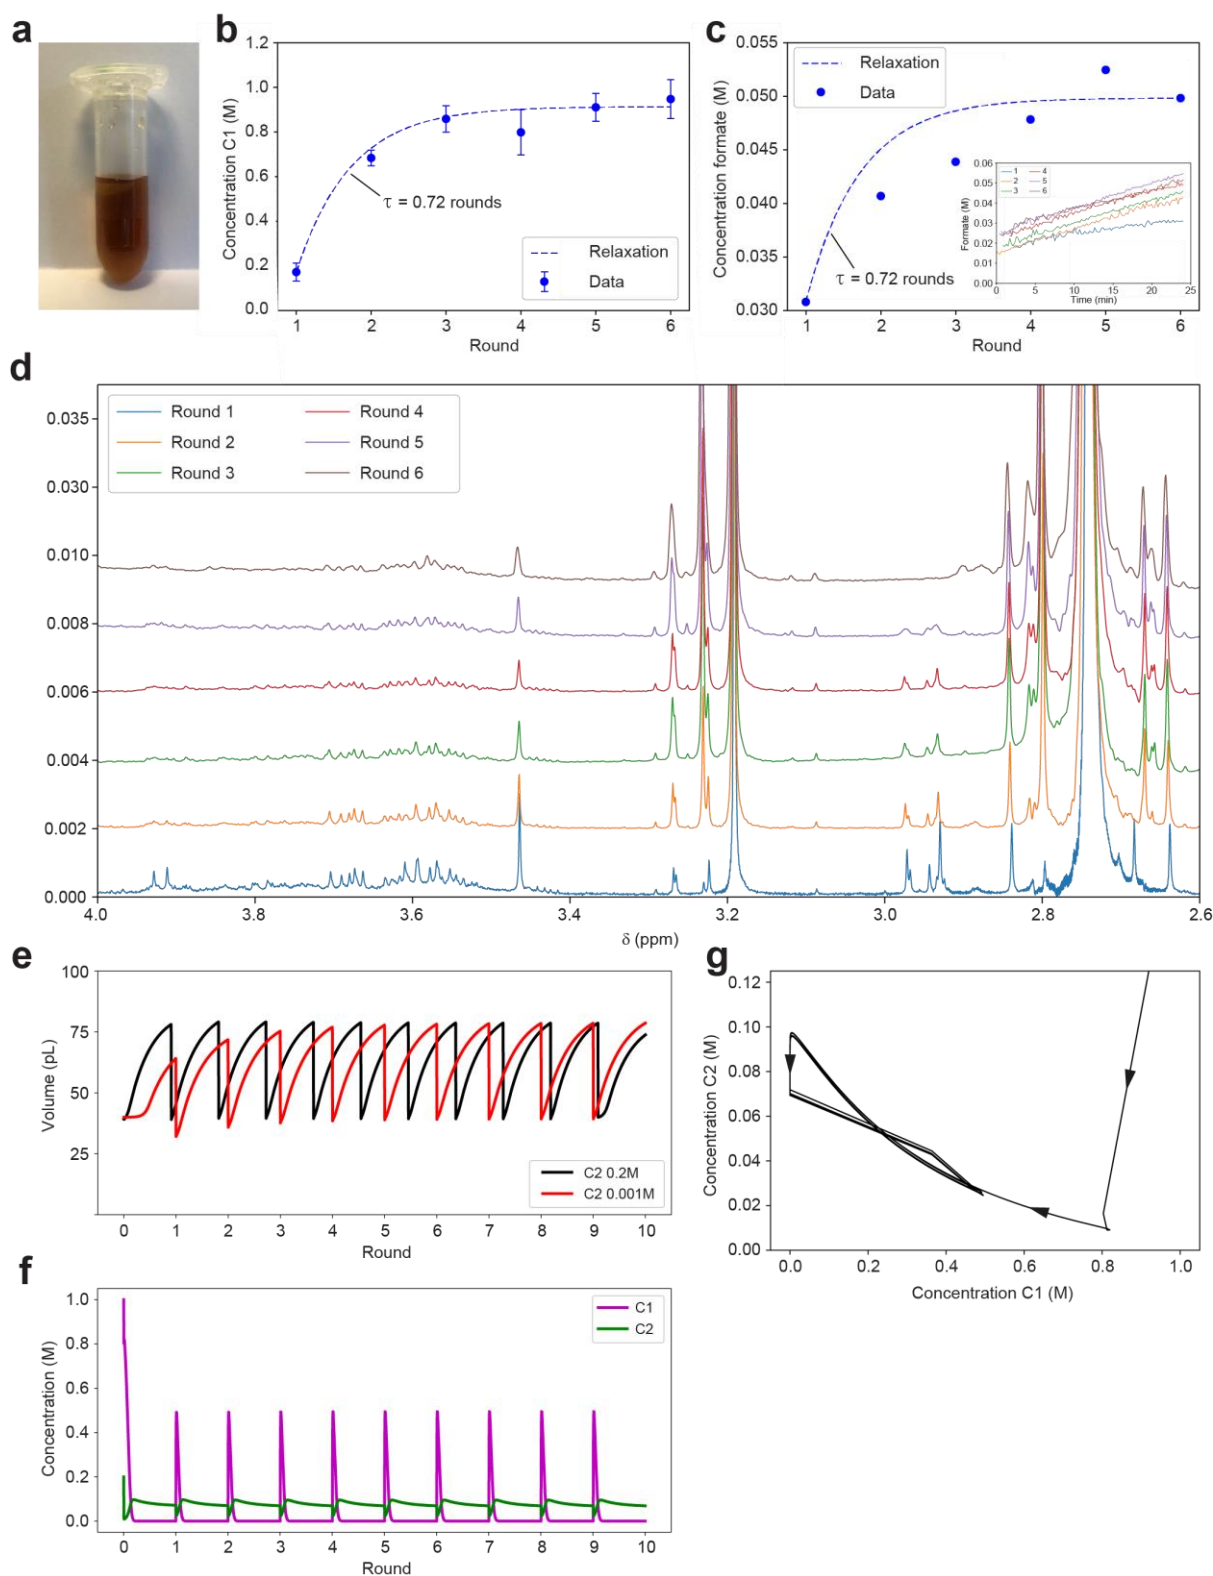 a
b
1.2
1.0
0.8
0.6
0.4
0.2
0.0
Concentration C1 (M)
τ = 0.72 rounds
Relaxation
Data
1 2 3 4 5 6
Round
c
0.055
0.050
0.045
0.040
0.035
0.030
Concentration formate (M)
Relaxation
Data
τ = 0.72 rounds
0.06
0.05
0.04
0.03
0.02
0.01
0.00
Formate (M)
1 4
2 5
3 6
0 5 10 15 20 25
Time (min)
1 2 3 4 5 6
Round
d
Round 1 Round 4
Round 2 Round 5
Round 3 Round 6
0.035
0.030
0.010
0.008
0.006
0.004
0.002
0.000
4.0 3.8 3.6 3.4 3.2 3.0 2.8 2.6
δ (ppm)
e
100
75
50
25
Volume (pL)
C2 0.2M
C2 0.001M
0 1 2 3 4 5 6 7 8 9 10
Round
f
1.0
0.8
0.6
0.4
0.2
0.0
Concentration (M)
C1
C2
0 1 2 3 4 5 6 7 8 9 10
Round
g
0.12
0.10
0.08
0.06
0.04
0.02
0.00
Concentration C2 (M)
0.0 0.2 0.4 0.6 0.8 1.0
Concentration C1 (M)